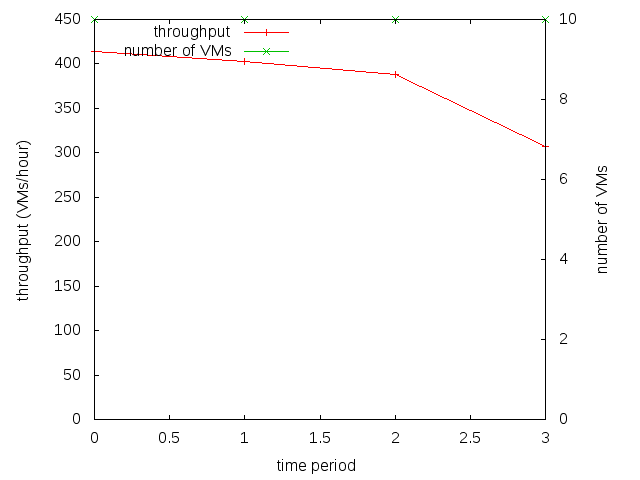 450
400
350
300
250
200
150
100
50
0
throughput (VMs/hour)
throughput
number of VMs
10
8
6
4
2
0
number of VMs
0 0.5 1 1.5 2 2.5 3
time period